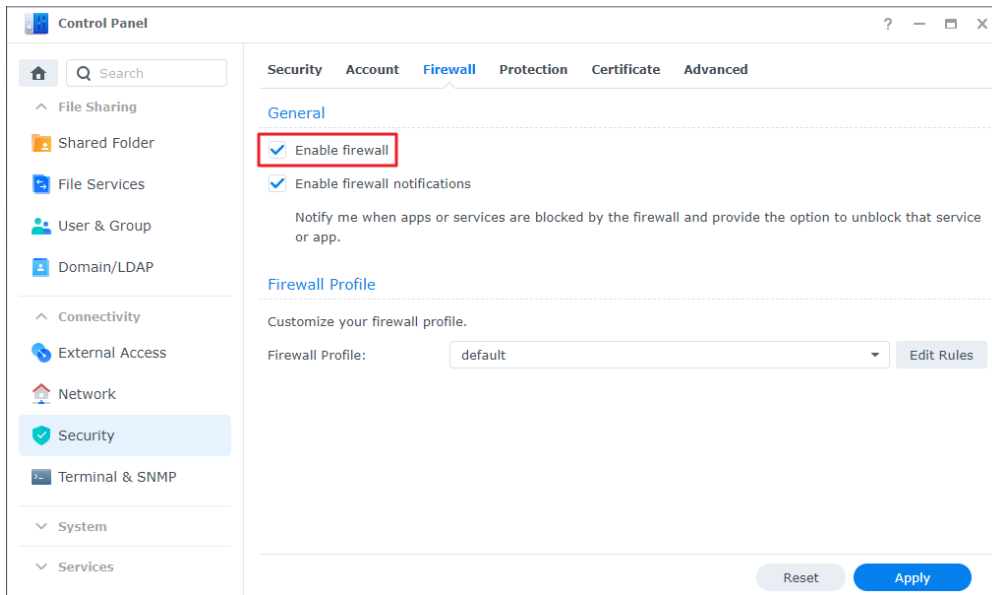 Control Panel
Search
File Sharing
Shared Folder
File Services
User & Group
Domain/LDAP
Connectivity
External Access
Network
Security
Terminal & SNMP
System
Services
Security Account Firewall Protection Certificate Advanced
General
Enable firewall
Enable firewall notifications
Notify me when apps or services are blocked by the firewall and provide the option to unblock that service
or app.
Firewall Profile
Customize your firewall profile.
Firewall Profile: default Edit Rules
Reset Apply